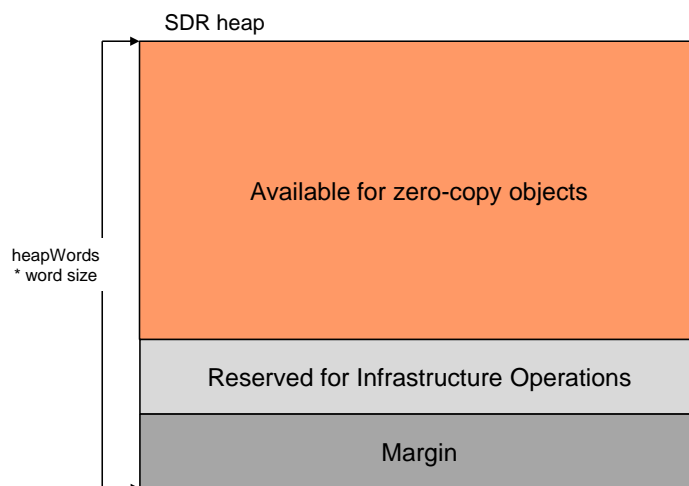 SDR heap
Available for zero-copy objects
heapWords
* word size
Reserved for Infrastructure Operations
Margin